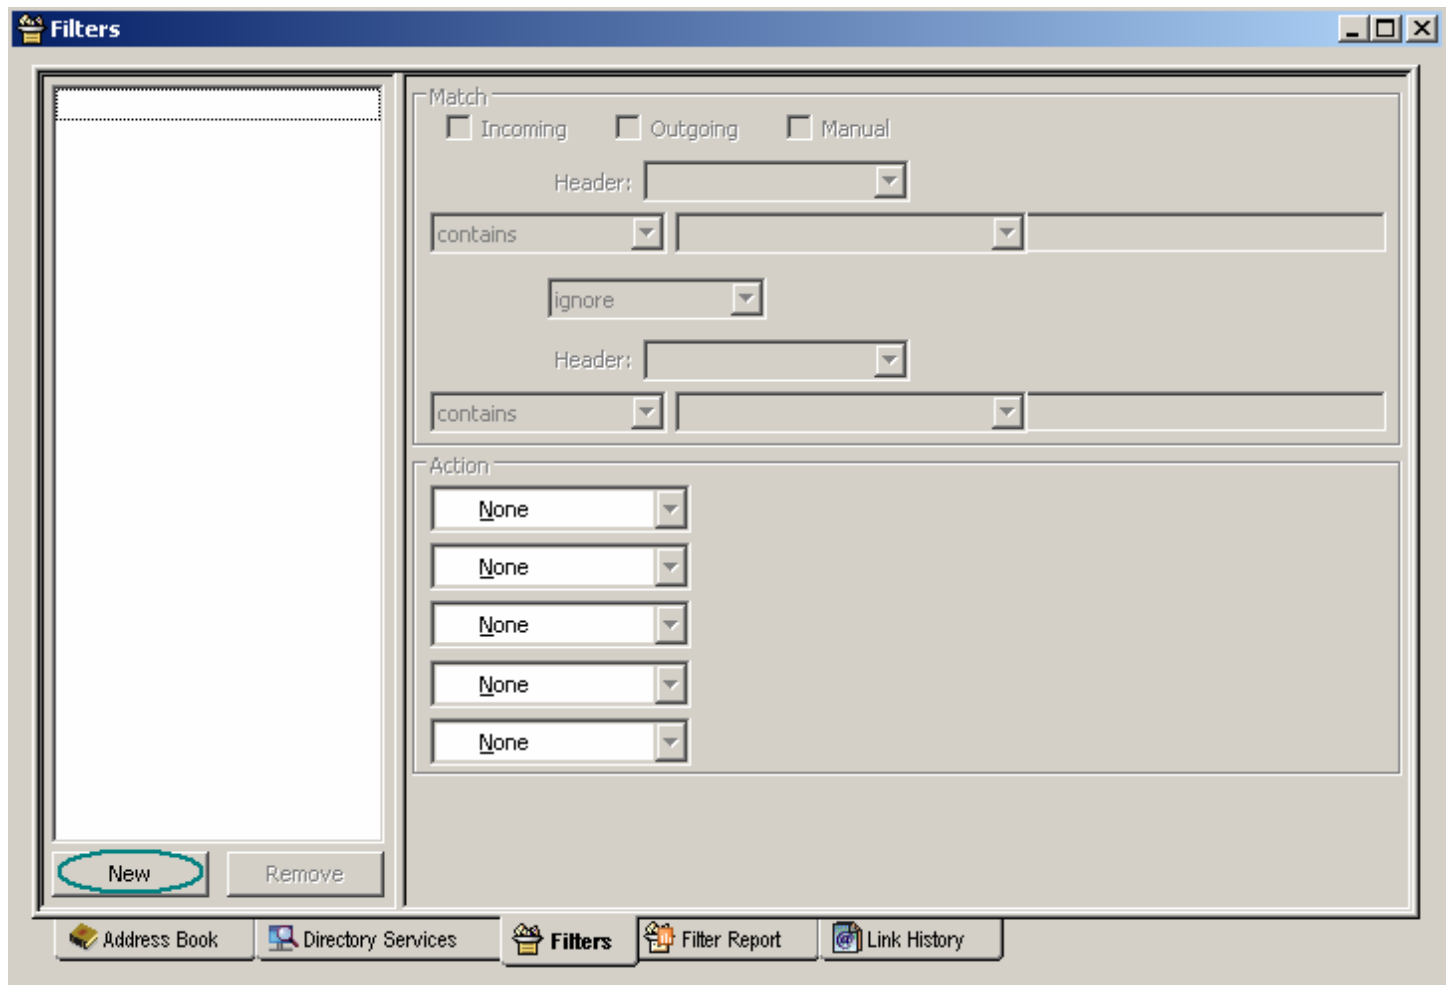 Filters
Match
Incoming Outgoing Manual
Header:
contains
ignore
Header:
contains
Action
None
None
None
None
None
New Remove
Address Book Directory Services Filters Filter Report Link History